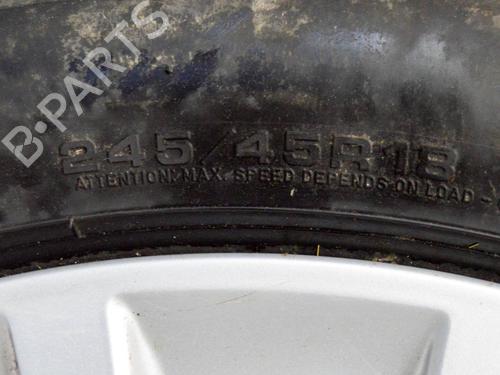 B-PARTS
245/45R18
ATTENTION: MAX. SPEED DEPENDS ON LOAD -